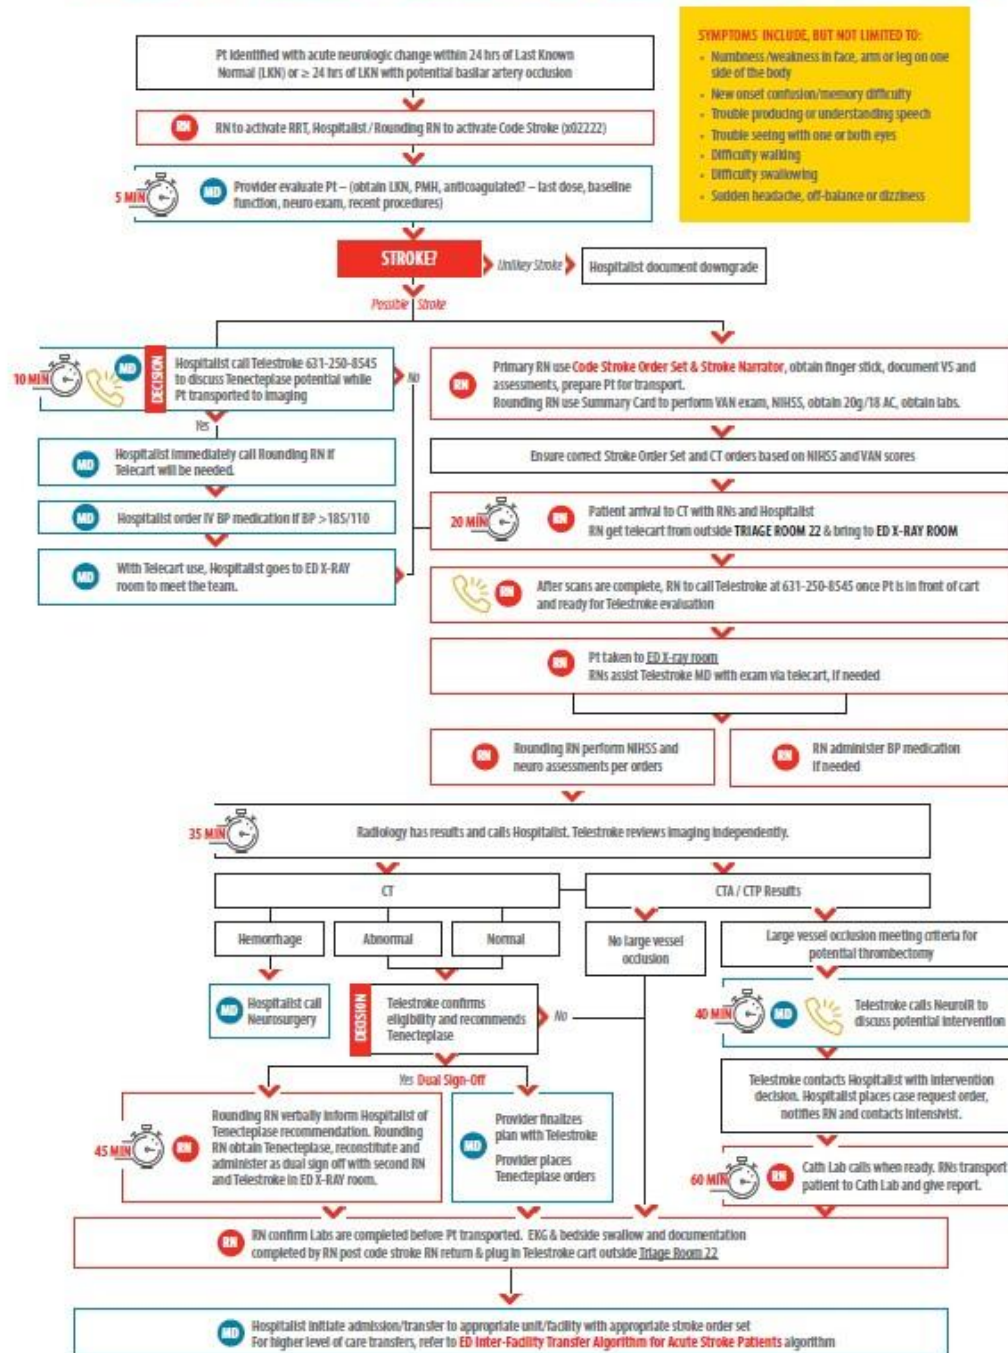 SYMPTOMS INCLUDE, BUT NOT LIMITED TO:
• Numbness/weakness in face, arm or leg on one
side of the body
• New onset confusion/memory difficulty
• Trouble producing or understanding speech
• Trouble seeing with one or both eyes
• Difficulty walking
• Difficulty swallowing
• Sudden headache, off-balance or dizziness
Pt identified with acute neurologic change within 24 hrs of Last Known
Normal (LKN) or ≥ 24 hrs of LKN with potential basilar artery occlusion
RN
RN to activate RRT, Hospitalist/Rounding RN to activate Code Stroke (x02222)
5 MIN
MD
Provider evaluate Pt – (obtain LKN, PMH, anticoagulated? – last dose, baseline
function, neuro exam, recent procedures)
STROKE?
Unlikey Stroke
Hospitalist document downgrade
Possible Stroke
10 MIN
MD
DECISION
Hospitalist call Telestroke 631-250-8545
to discuss Tenecteplase potential while
Pt transported to imaging
No
Yes
MD
Hospitalist immediately call Rounding RN if
Telecart will be needed.
MD
Hospitalist order IV BP medication if BP >185/110
MD
With Telecart use, Hospitalist goes to ED X-RAY
room to meet the team.
RN
Primary RN use Code Stroke Order Set & Stroke Narrator, obtain finger stick, document VS and
assessments, prepare Pt for transport.
Rounding RN use Summary Card to perform VAN exam, NIHSS, obtain 20g/18 AC, obtain labs.
Ensure correct Stroke Order Set and CT orders based on NIHSS and VAN scores
20 MIN
RN
Patient arrival to CT with RNs and Hospitalist
RN get telecart from outside TRIAGE ROOM 22 & bring to ED X-RAY ROOM
RN
After scans are complete, RN to call Telestroke at 631-250-8545 once Pt is in front of cart
and ready for Telestroke evaluation
RN
Pt taken to ED X-ray room
RNs assist Telestroke MD with exam via telecart, if needed
RN
Rounding RN perform NIHSS and
neuro assessments per orders
RN
RN administer BP medication
if needed
35 MIN
Radiology has results and calls Hospitalist. Telestroke reviews imaging independently.
CT
CTA / CTP Results
Hemorrhage
Abnormal
Normal
No large vessel
occlusion
Large vessel occlusion meeting criteria for
potential thrombectomy
MD
Hospitalist call
Neurosurgery
DECISION
Telestroke confirms
eligibility and recommends
Tenecteplase
No
40 MIN
MD
Telestroke calls NeuroIR to
discuss potential intervention
Yes Dual Sign-Off
Telestroke contacts Hospitalist with intervention
decision. Hospitalist places case request order,
notifies RN and contacts Intensivist.
45 MIN
RN
Rounding RN verbally inform Hospitalist of
Tenecteplase recommendation. Rounding
RN obtain Tenecteplase, reconstitute and
administer as dual sign off with second RN
and Telestroke in ED X-RAY room.
MD
Provider finalizes
plan with Telestroke
Provider places
Tenecteplase orders
60 MIN
RN
Cath Lab calls when ready. RNs transport
patient to Cath Lab and give report.
RN
RN confirm Labs are completed before Pt transported. EKG & bedside swallow and documentation
completed by RN post code stroke RN return & plug in Telestroke cart outside Triage Room 22
MD
Hospitalist initiate admission/transfer to appropriate unit/facility with appropriate stroke order set
For higher level of care transfers, refer to ED Inter-Facility Transfer Algorithm for Acute Stroke Patients algorithm